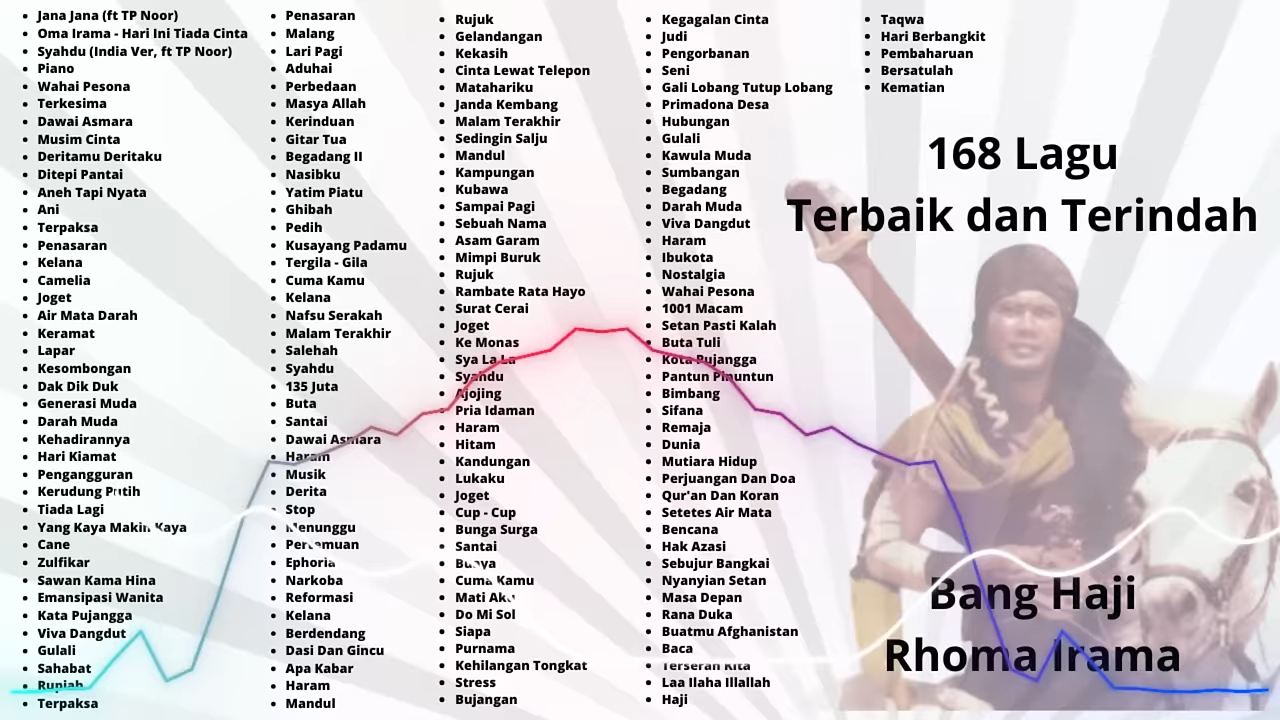 Jana Jana (ft TP Noor)
Oma Irama - Hari Ini Tiada Cinta
Syahdu (India Ver, ft TP Noor)
Piano
Wahai Pesona
Terkesima
Dawai Asmara
Musim Cinta
Deritamu Deritaku
Ditepi Pantai
Aneh Tapi Nyata
Ani
Terpaksa
Penasaran
Kelana
Camelia
Joget
Air Mata Darah
Keramat
Lapar
Kesombongan
Dak Dik Duk
Generasi Muda
Darah Muda
Kehadirannya
Hari Kiamat
Pengangguran
Kerudung Putih
Tiada Lagi
Yang Kaya Makin Kaya
Cane
Zulfikar
Sawan Kama Hina
Emansipasi Wanita
Kata Pujangga
Viva Dangdut
Gulali
Sahabat
Rupiah
Terpaksa
Penasaran
Malang
Lari Pagi
Aduhai
Perbedaan
Masya Allah
Kerinduan
Gitar Tua
Begadang II
Nasibku
Yatim Piatu
Ghibah
Pedih
Kusayang Padamu
Tergila - Gila
Cuma Kamu
Kelana
Nafsu Serakah
Malam Terakhir
Salehah
Syahdu
135 Juta
Buta
Santai
Dawai Asmara
Haram
Musik
Derita
Stop
Menunggu
Pertemuan
Ephoria
Narkoba
Reformasi
Kelana
Berdendang
Dasi Dan Gincu
Apa Kabar
Haram
Mandul
Rujuk
Gelandangan
Kekasih
Cinta Lewat Telepon
Matahariku
Janda Kembang
Malam Terakhir
Sedingin Salju
Mandul
Kampungan
Kubawa
Sampai Pagi
Sebuah Nama
Asam Garam
Mimpi Buruk
Rujuk
Rambate Rata Hayo
Surat Cerai
Joget
Ke Monas
Sya La La
Syahdu
Ajojing
Pria Idaman
Haram
Hitam
Kandungan
Lukaku
Joget
Cup - Cup
Bunga Surga
Santai
Buaya
Cuma Kamu
Mati Aku
Do Mi Sol
Siapa
Purnama
Kehilangan Tongkat
Stress
Bujangan
Kegagalan Cinta
Judi
Pengorbanan
Seni
Gali Lobang Tutup Lobang
Primadona Desa
Hubungan
Gulali
Kawula Muda
Sumbangan
Begadang
Darah Muda
Viva Dangdut
Haram
Ibukota
Nostalgia
Wahai Pesona
1001 Macam
Setan Pasti Kalah
Buta Tuli
Kota Pujangga
Pantun Pinuntun
Bimbang
Sifana
Remaja
Dunia
Mutiara Hidup
Perjuangan Dan Doa
Qur'an Dan Koran
Setetes Air Mata
Bencana
Hak Azasi
Sebujur Bangkai
Nyanyian Setan
Masa Depan
Rana Duka
Buatmu Afghanistan
Baca
Terserah Kita
Laa Ilaha Illallah
Haji
Taqwa
Hari Berbangkit
Pembaharuan
Bersatulah
Kematian
168 Lagu
Terbaik dan Terindah
Bang Haji
Rhoma Irama